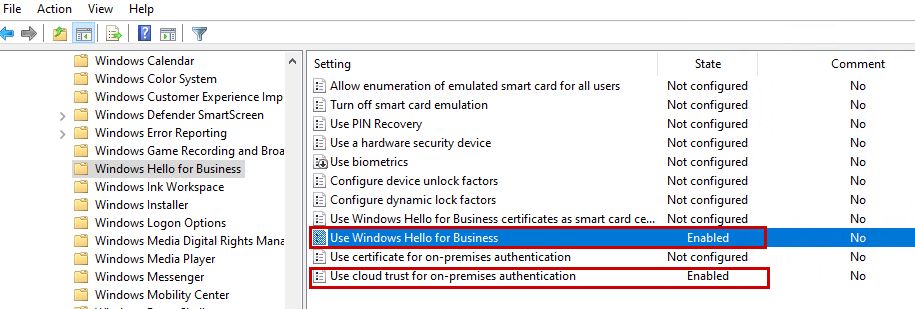 File Action View Help
Windows Calendar
Windows Color System
Windows Customer Experience Imp
Windows Defender SmartScreen
Windows Error Reporting
Windows Game Recording and Broa
Windows Hello for Business
Windows Ink Workspace
Windows Installer
Windows Logon Options
Windows Media Digital Rights Mana
Windows Media Player
Windows Messenger
Windows Mobility Center
Setting State Comment
Allow enumeration of emulated smart card for all users Not configured No
Turn off smart card emulation Not configured No
Use PIN Recovery Not configured No
Use a hardware security device Not configured No
Use biometrics Not configured No
Configure device unlock factors Not configured No
Configure dynamic lock factors Not configured No
Use Windows Hello for Business certificates as smart card ce... Not configured No
Use Windows Hello for Business Enabled No
Use certificate for on-premises authentication Not configured No
Use cloud trust for on-premises authentication Enabled No